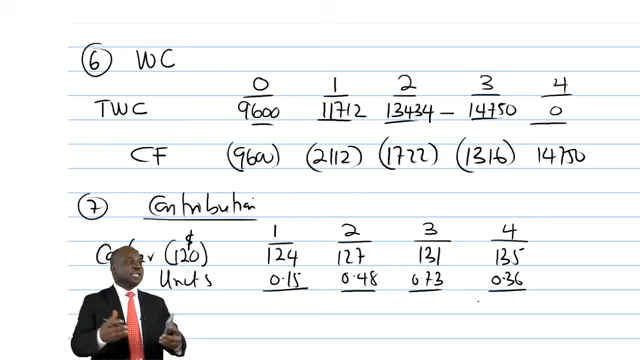 6 WC
0 1 2 3 4
TWC 9600 11712 13434 - 14750 0
CF (9600) (2112) (1722) (1316) 14750
7 Contribution
1 2 3 4
(120) 124 127 131 135
Units 0.15 0.48 0.73 0.36